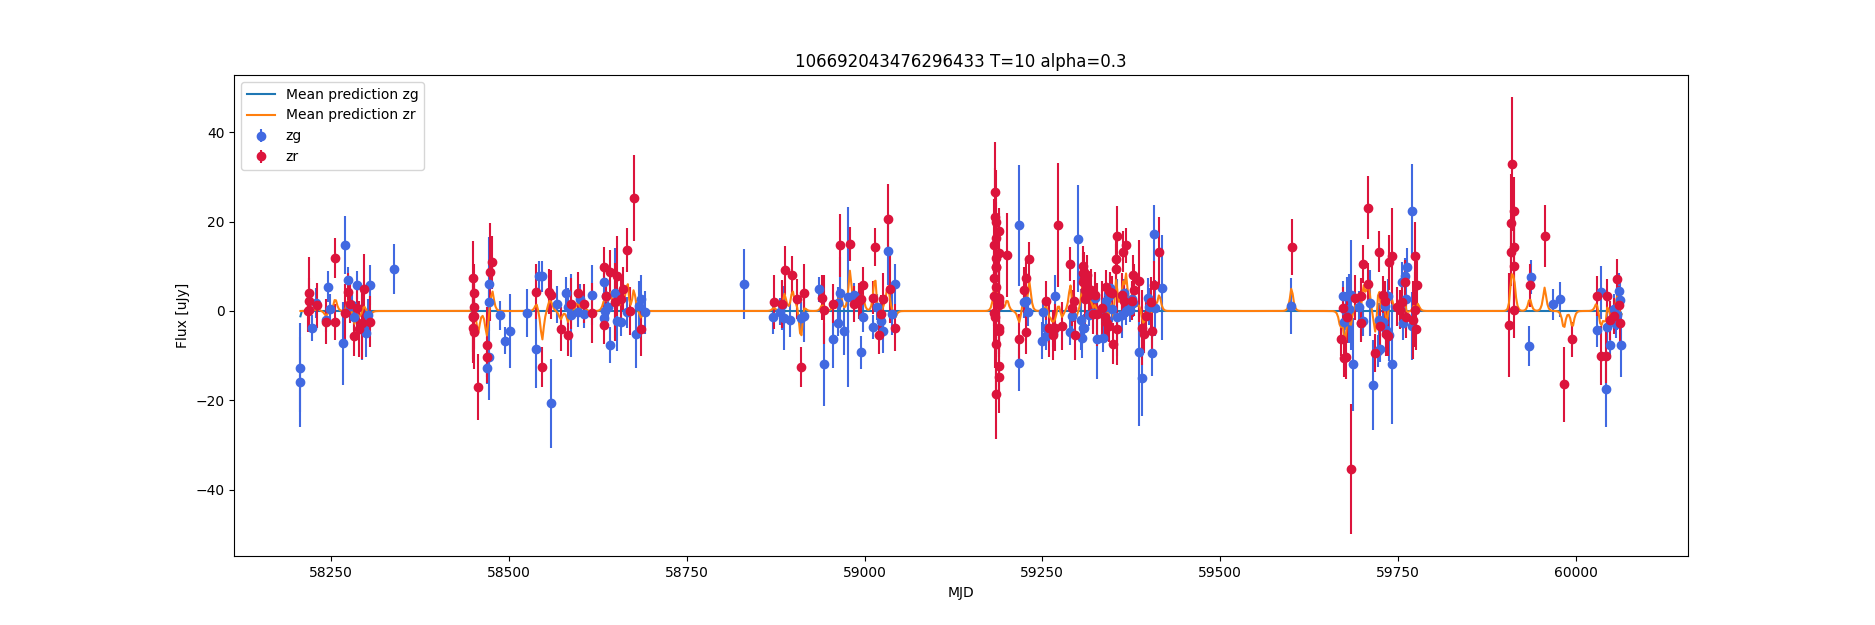 106692043476296433 T=10 alpha=0.3
Mean prediction zg
Mean prediction zr
zg
zr
Flux [uJy]
40
20
0
−20
−40
58250 58500 58750 59000 59250 59500 59750 60000
MJD